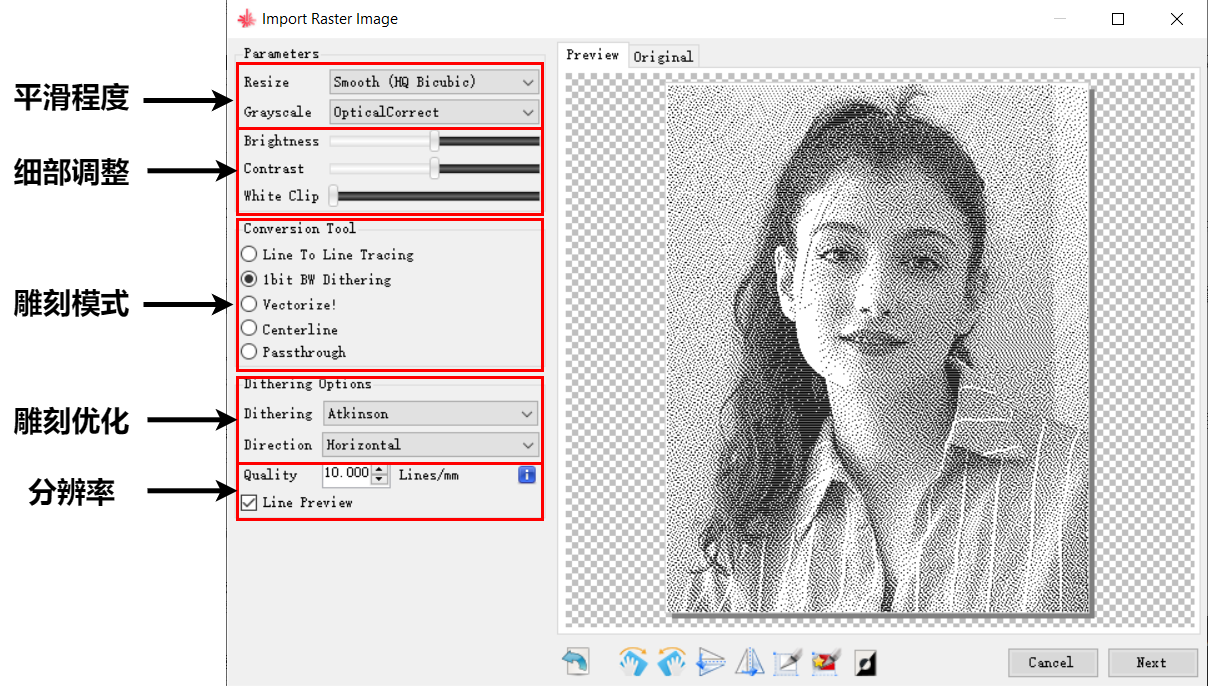 Import Raster Image
Parameters
平滑程度
Resize Smooth (HQ Bicubic)
Grayscale OpticalCorrect
细部调整
Brightness
Contrast
White Clip
雕刻模式
Conversion Tool
Line To Line Tracing
1bit BW Dithering
Vectorize!
Centerline
Passthrough
雕刻优化
Dithering Options
Dithering Atkinson
Direction Horizontal
分辨率
Quality 10.000 Lines/mm
Line Preview
Preview Original
Cancel Next